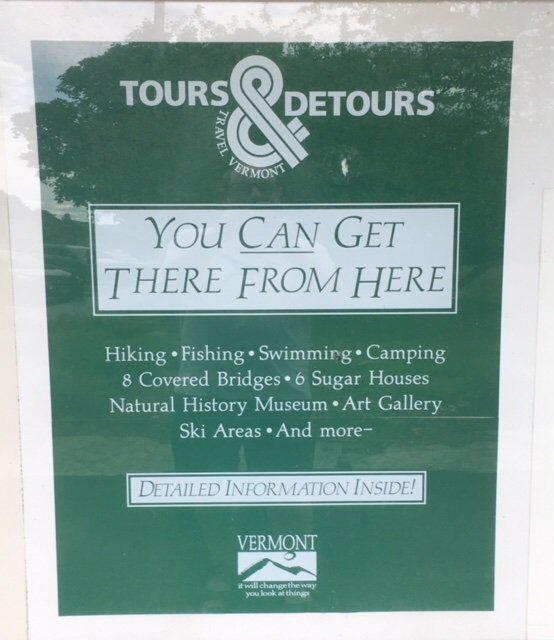 TOURS & DETOURS
TRAVEL VERMONT
YOU CAN GET
THERE FROM HERE
Hiking • Fishing • Swimming • Camping
8 Covered Bridges • 6 Sugar Houses
Natural History Museum • Art Gallery
Ski Areas • And more–
DETAILED INFORMATION INSIDE!
VERMONT
it will change the way
you look at things